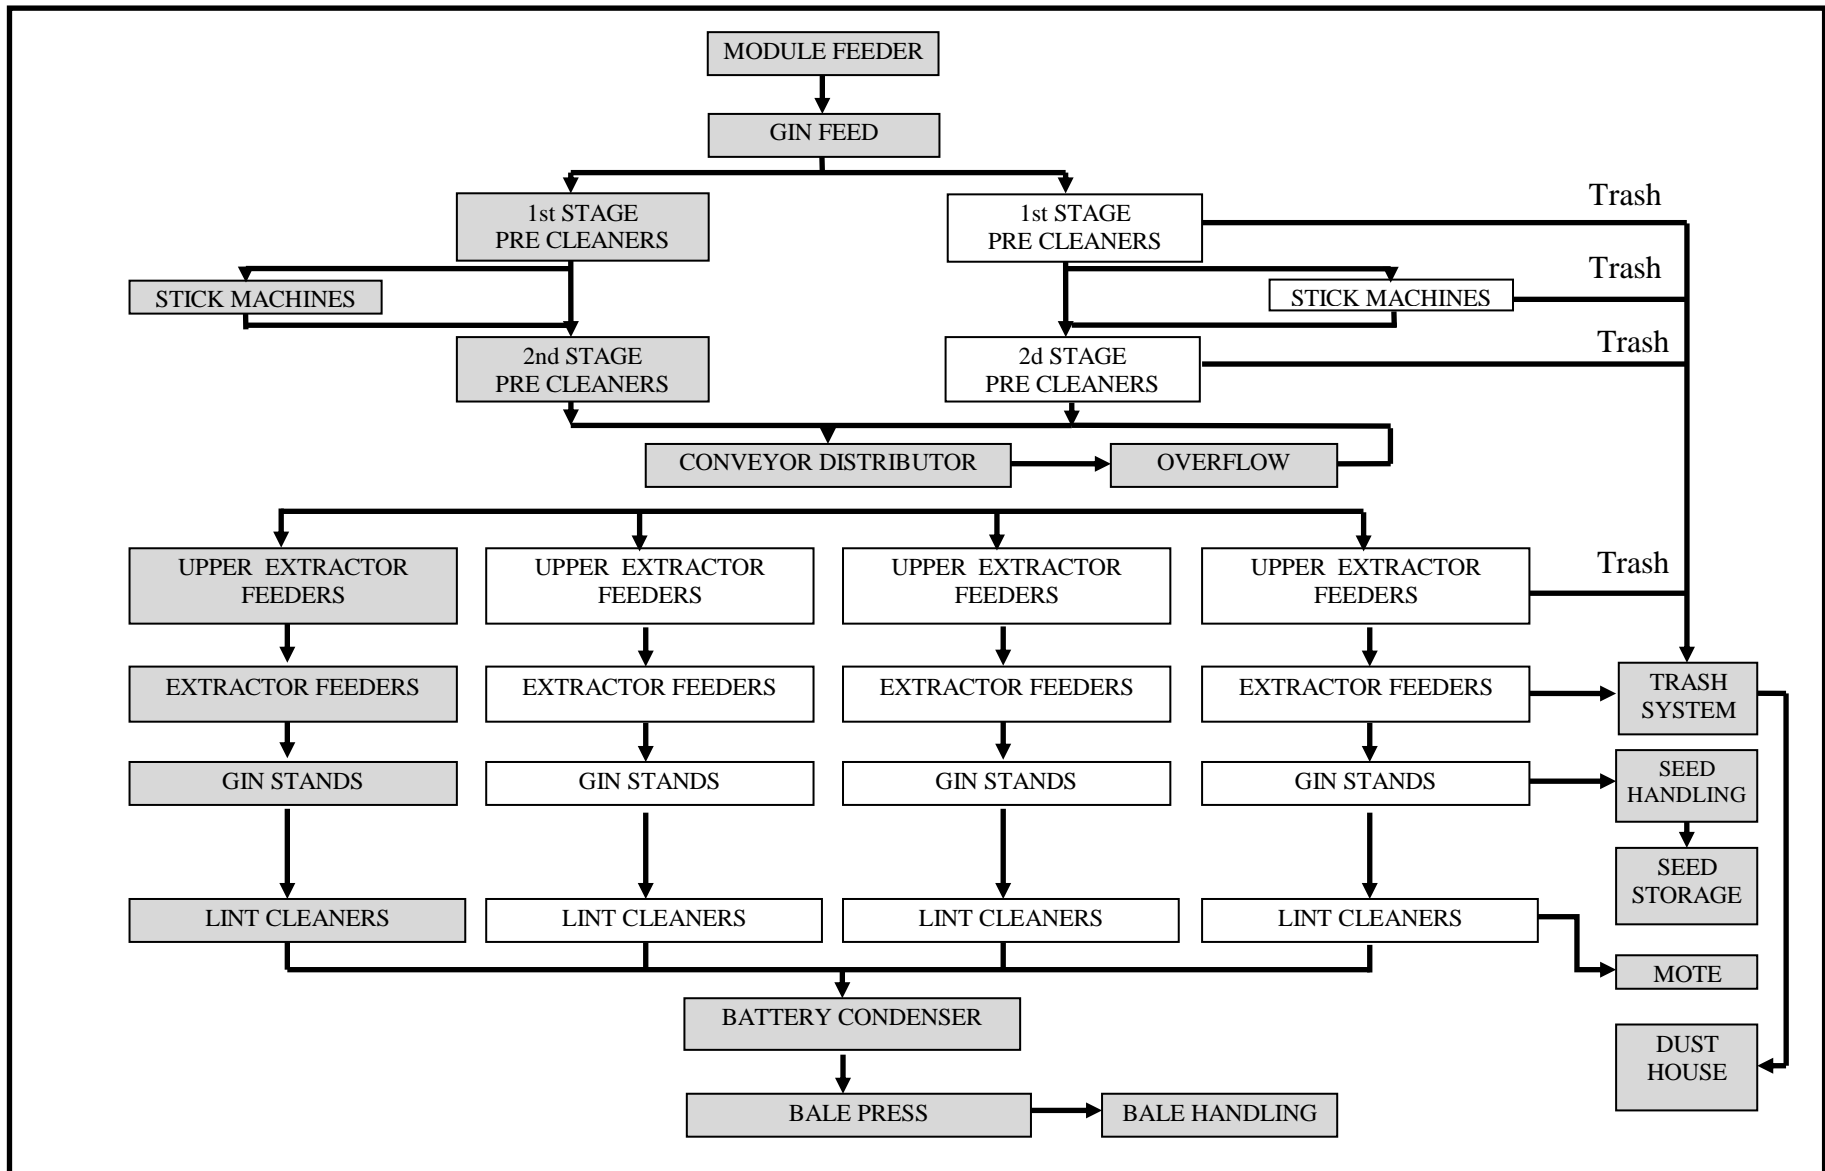 MODULE FEEDER
GIN FEED
1st STAGE
PRE CLEANERS
1st STAGE
PRE CLEANERS
Trash
STICK MACHINES
STICK MACHINES
Trash
2nd STAGE
PRE CLEANERS
2d STAGE
PRE CLEANERS
Trash
CONVEYOR DISTRIBUTOR
OVERFLOW
UPPER EXTRACTOR
FEEDERS
UPPER EXTRACTOR
FEEDERS
UPPER EXTRACTOR
FEEDERS
UPPER EXTRACTOR
FEEDERS
Trash
EXTRACTOR FEEDERS
EXTRACTOR FEEDERS
EXTRACTOR FEEDERS
EXTRACTOR FEEDERS
TRASH
SYSTEM
GIN STANDS
GIN STANDS
GIN STANDS
GIN STANDS
SEED
HANDLING
SEED
STORAGE
LINT CLEANERS
LINT CLEANERS
LINT CLEANERS
LINT CLEANERS
MOTE
BATTERY CONDENSER
DUST
HOUSE
BALE PRESS
BALE HANDLING